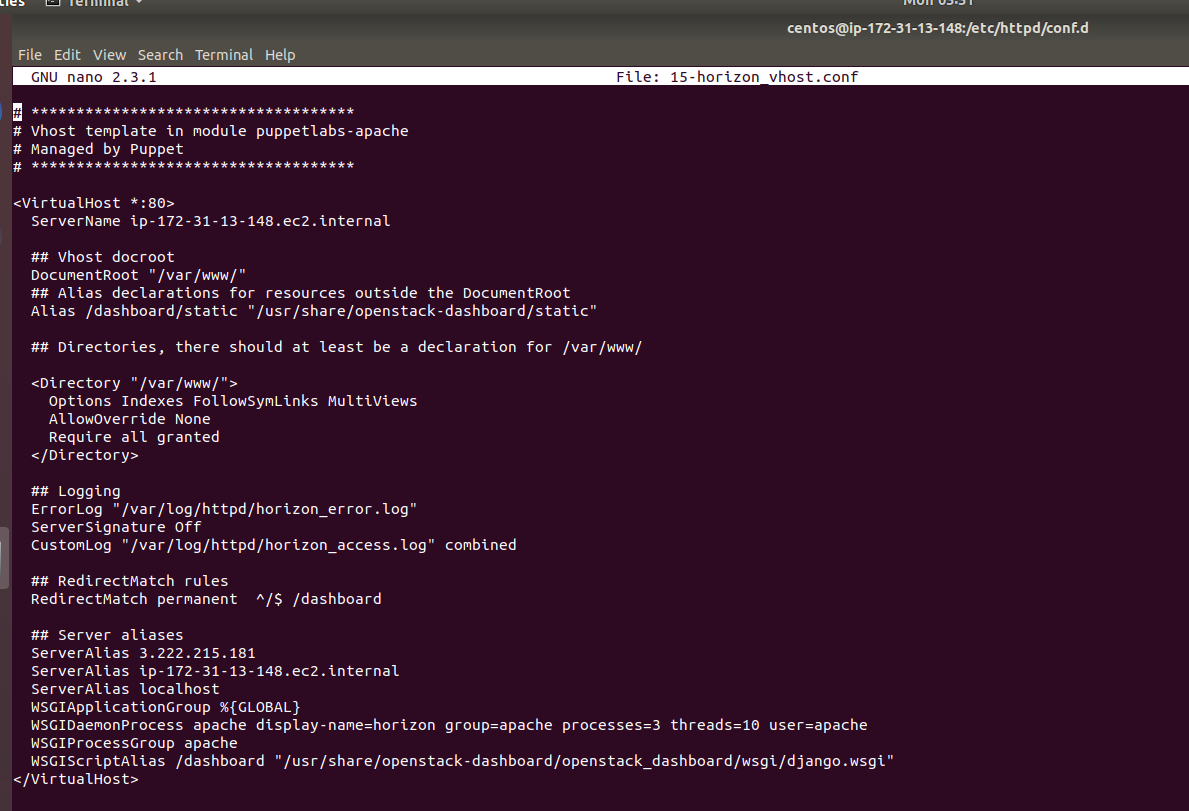 Terminal
Mon 03:31
centos@ip-172-31-13-148:/etc/httpd/conf.d
File Edit View Search Terminal Help
GNU nano 2.3.1 File: 15-horizon_vhost.conf
# ************************************
# Vhost template in module puppetlabs-apache
# Managed by Puppet
# ************************************
<VirtualHost *:80>
ServerName ip-172-31-13-148.ec2.internal
## Vhost docroot
DocumentRoot "/var/www/"
## Alias declarations for resources outside the DocumentRoot
Alias /dashboard/static "/usr/share/openstack-dashboard/static"
## Directories, there should at least be a declaration for /var/www/
<Directory "/var/www/">
Options Indexes FollowSymLinks MultiViews
AllowOverride None
Require all granted
</Directory>
## Logging
ErrorLog "/var/log/httpd/horizon_error.log"
ServerSignature Off
CustomLog "/var/log/httpd/horizon_access.log" combined
## RedirectMatch rules
RedirectMatch permanent  ^/$ /dashboard
## Server aliases
ServerAlias 3.222.215.181
ServerAlias ip-172-31-13-148.ec2.internal
ServerAlias localhost
WSGIApplicationGroup %{GLOBAL}
WSGIDaemonProcess apache display-name=horizon group=apache processes=3 threads=10 user=apache
WSGIProcessGroup apache
WSGIScriptAlias /dashboard "/usr/share/openstack-dashboard/openstack_dashboard/wsgi/django.wsgi"
</VirtualHost>